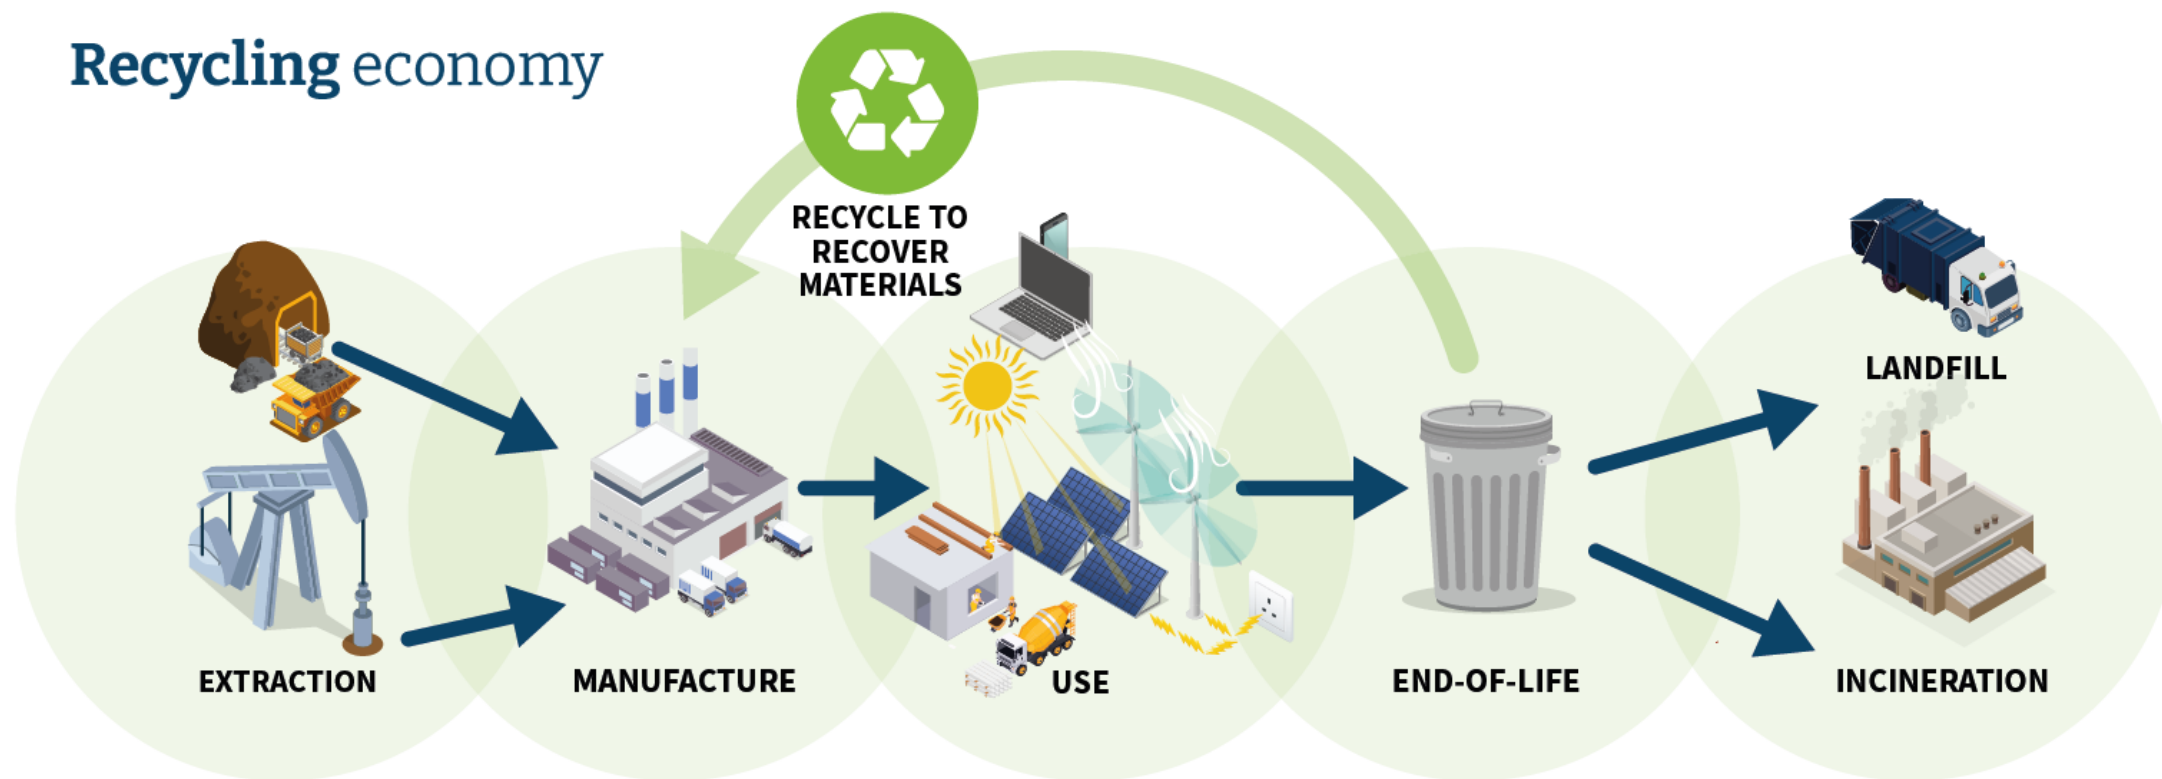 Recycling economy
RECYCLE TO
RECOVER
MATERIALS
LANDFILL
EXTRACTION
MANUFACTURE
USE
END-OF-LIFE
INCINERATION